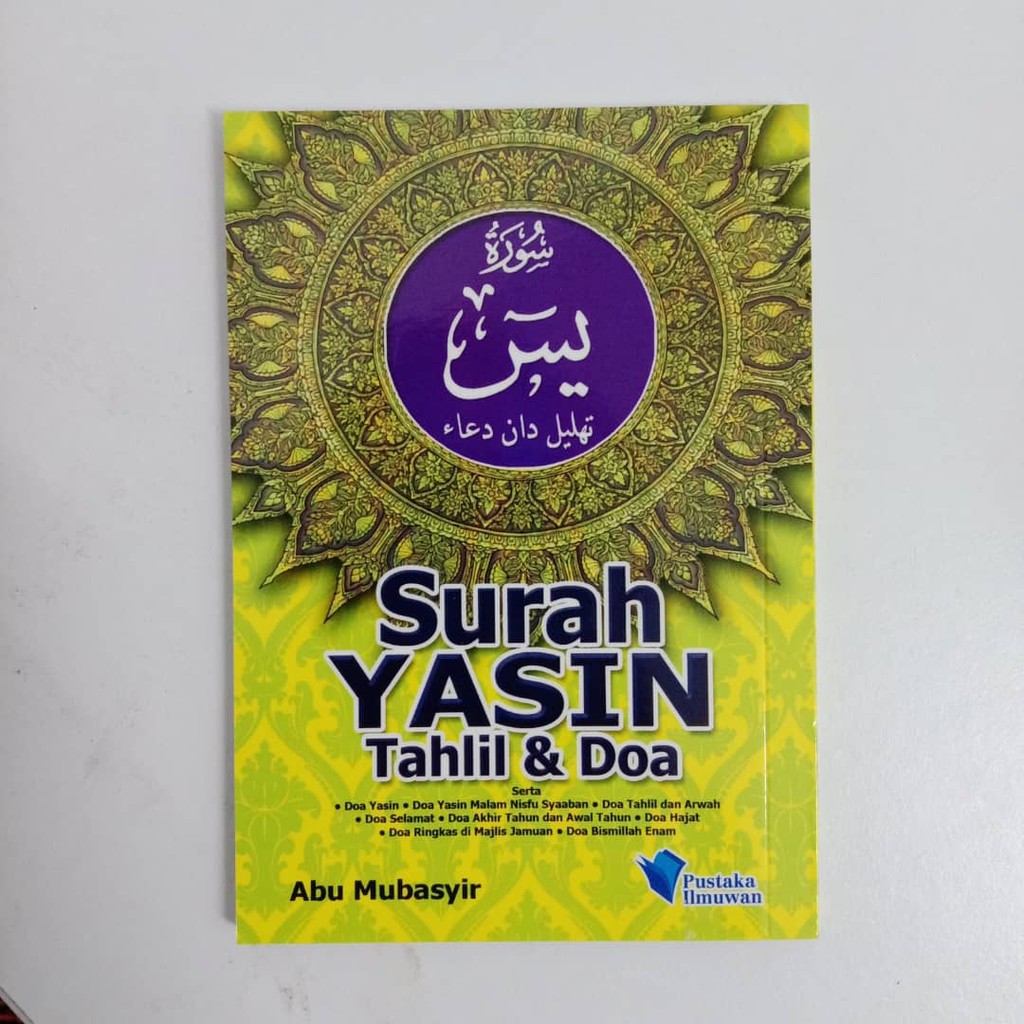 سُورَةُ
يسٓ
تهليل دان دعاء
Surah
YASIN
Tahlil & Doa
Serta
• Doa Yasin • Doa Yasin Malam Nisfu Syaaban • Doa Tahlil dan Arwah
• Doa Selamat • Doa Akhir Tahun dan Awal Tahun • Doa Hajat
• Doa Ringkas di Majlis Jamuan • Doa Bismillah Enam
Abu Mubasyir
Pustaka
Ilmuwan